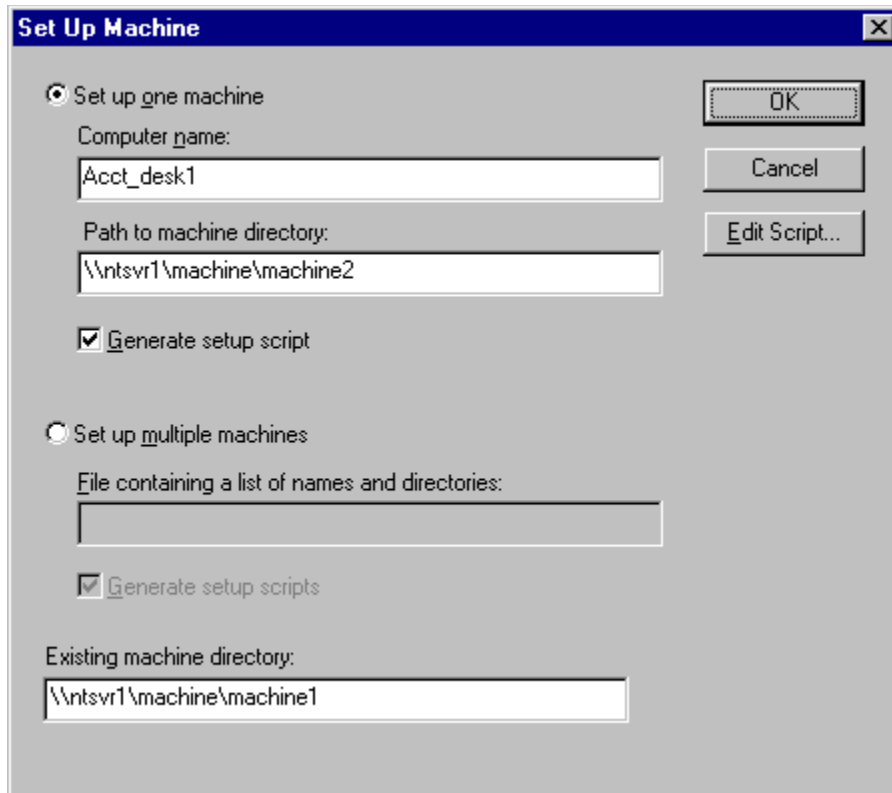 Set Up Machine
Set up one machine
OK
Computer name:
Acct_desk1
Cancel
Path to machine directory:
Edit Script...
\\ntsvr1\machine\machine2
Generate setup script
Set up multiple machines
File containing a list of names and directories:
Generate setup scripts
Existing machine directory:
\\ntsvr1\machine\machine1